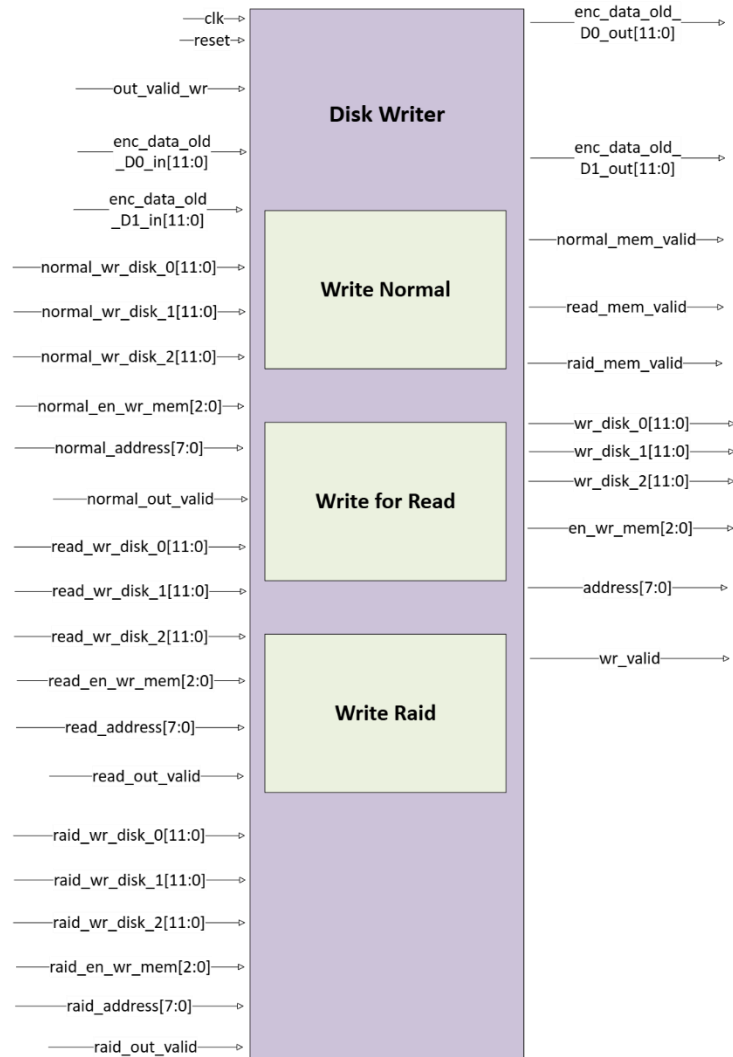 clk
reset
out_valid_wr
enc_data_old
_D0_in[11:0]
enc_data_old
_D1_in[11:0]
normal_wr_disk_0[11:0]
normal_wr_disk_1[11:0]
normal_wr_disk_2[11:0]
normal_en_wr_mem[2:0]
normal_address[7:0]
normal_out_valid
read_wr_disk_0[11:0]
read_wr_disk_1[11:0]
read_wr_disk_2[11:0]
read_en_wr_mem[2:0]
read_address[7:0]
read_out_valid
raid_wr_disk_0[11:0]
raid_wr_disk_1[11:0]
raid_wr_disk_2[11:0]
raid_en_wr_mem[2:0]
raid_address[7:0]
raid_out_valid
Disk Writer
Write Normal
Write for Read
Write Raid
enc_data_old_
D0_out[11:0]
enc_data_old_
D1_out[11:0]
normal_mem_valid
read_mem_valid
raid_mem_valid
wr_disk_0[11:0]
wr_disk_1[11:0]
wr_disk_2[11:0]
en_wr_mem[2:0]
address[7:0]
wr_valid